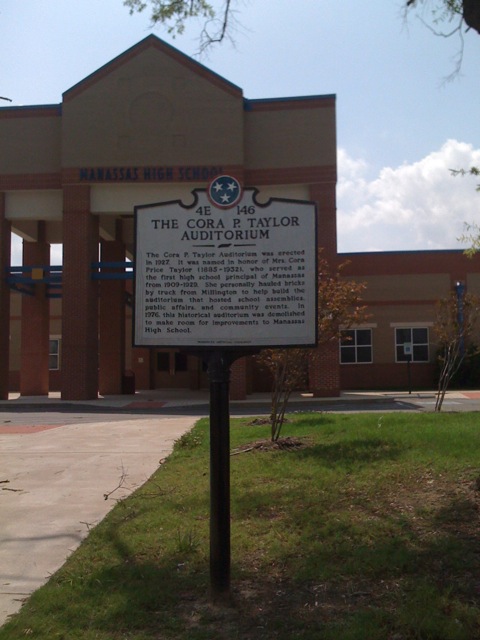 MANASSAS HIGH SCHOOL
4E 146
THE CORA P. TAYLOR
AUDITORIUM
The Cora P. Taylor Auditorium was erected
in 1927. It was named in honor of Mrs. Cora
Price Taylor (1885-1932), who served as
the first high school principal of Manassas
from 1909-1929. She personally hauled bricks
by truck from Millington to help build the
auditorium that hosted school assemblies,
public affairs, and community events. In
1976, this historical auditorium was demolished
to make room for improvements to Manassas
High School.